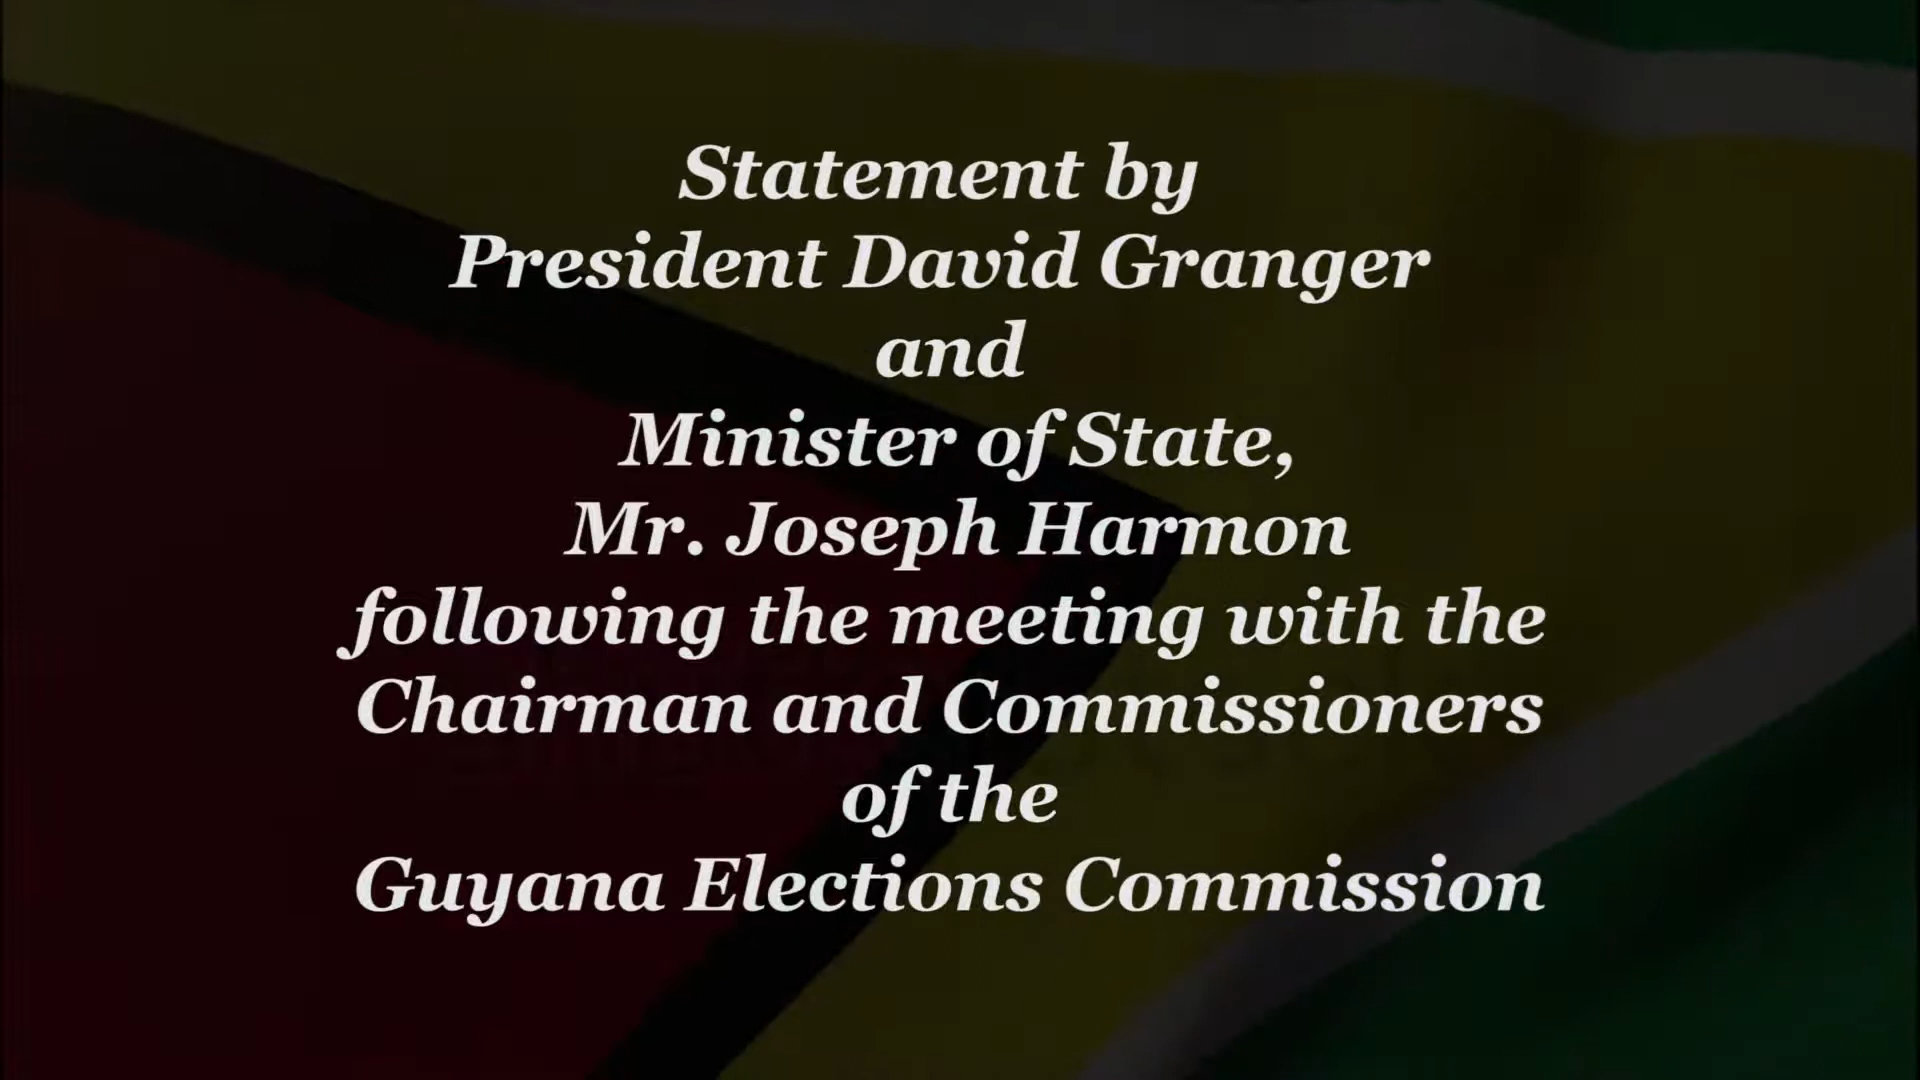 Statement by
President David Granger
and
Minister of State,
Mr. Joseph Harmon
following the meeting with the
Chairman and Commissioners
of the
Guyana Elections Commission